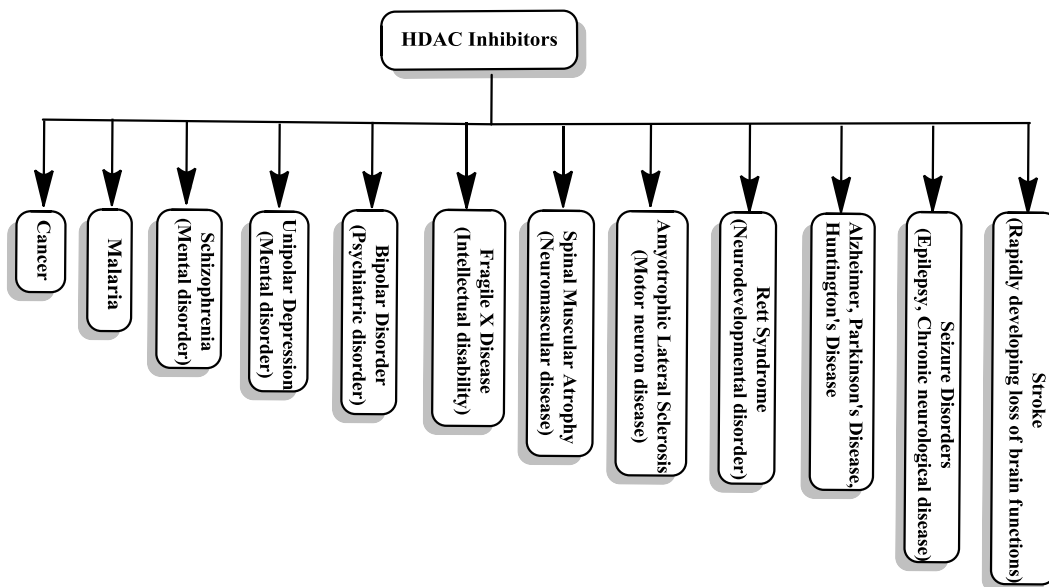 HDAC Inhibitors
Cancer
Malaria
Schizophrenia
(Mental disorder)
Unipolar Depression
(Mental disorder)
Bipolar Disorder
(Psychiatric disorder)
Fragile X Disease
(Intellectual disability)
Spinal Muscular Atrophy
(Neuromascular disease)
Amyotrophic Lateral Sclerosis
(Motor neuron disease)
Rett Syndrome
(Neurodevelopmental disorder)
Alzheimer, Parkinson's Disease,
Huntington's Disease
Seizure Disorders
(Epilepsy, Chronic neurological disease)
Stroke
(Rapidly developing loss of brain functions)